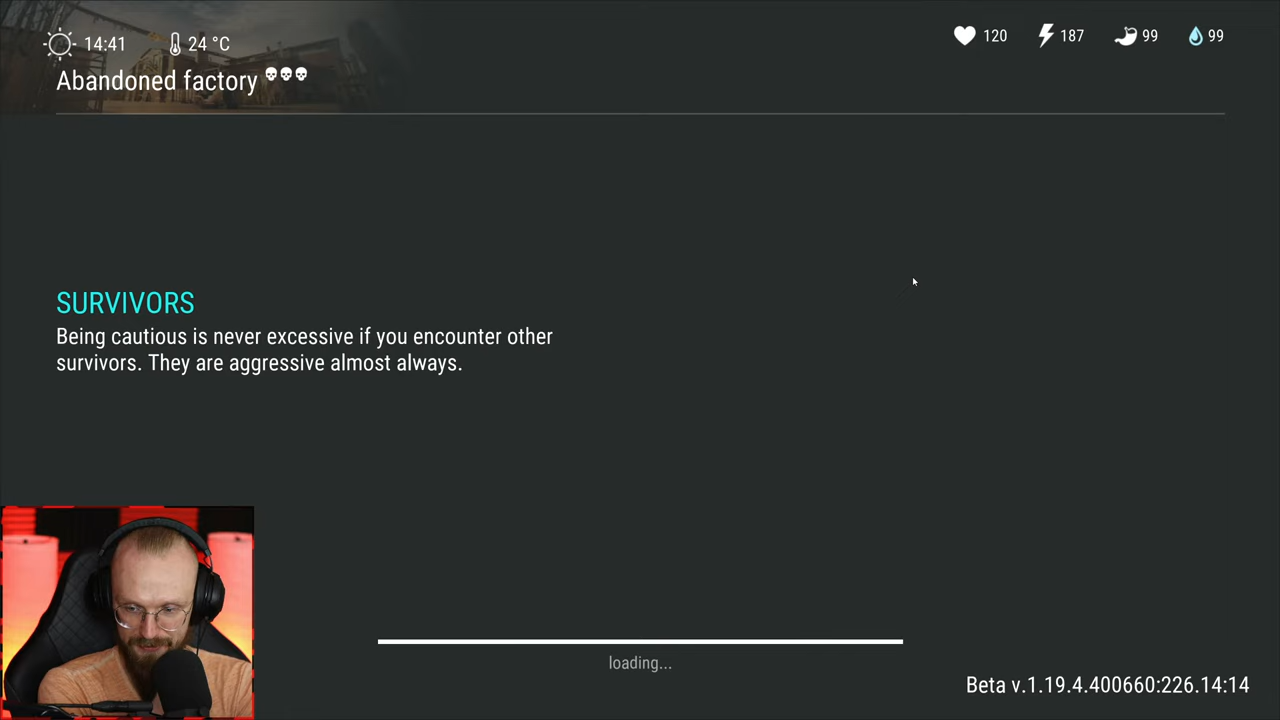 14:41 24 °C
120 187 99 99
Abandoned factory
SURVIVORS
Being cautious is never excessive if you encounter other
survivors. They are aggressive almost always.
loading...
Beta v.1.19.4.400660:226.14:14